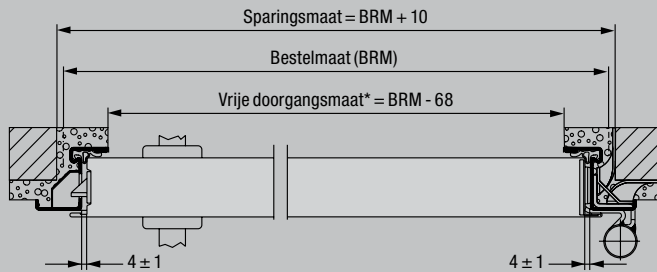 Sparingsmaat = BRM + 10
Bestelmaat (BRM)
Vrije doorgangsmaat* = BRM - 68
4 ± 1
4 ± 1